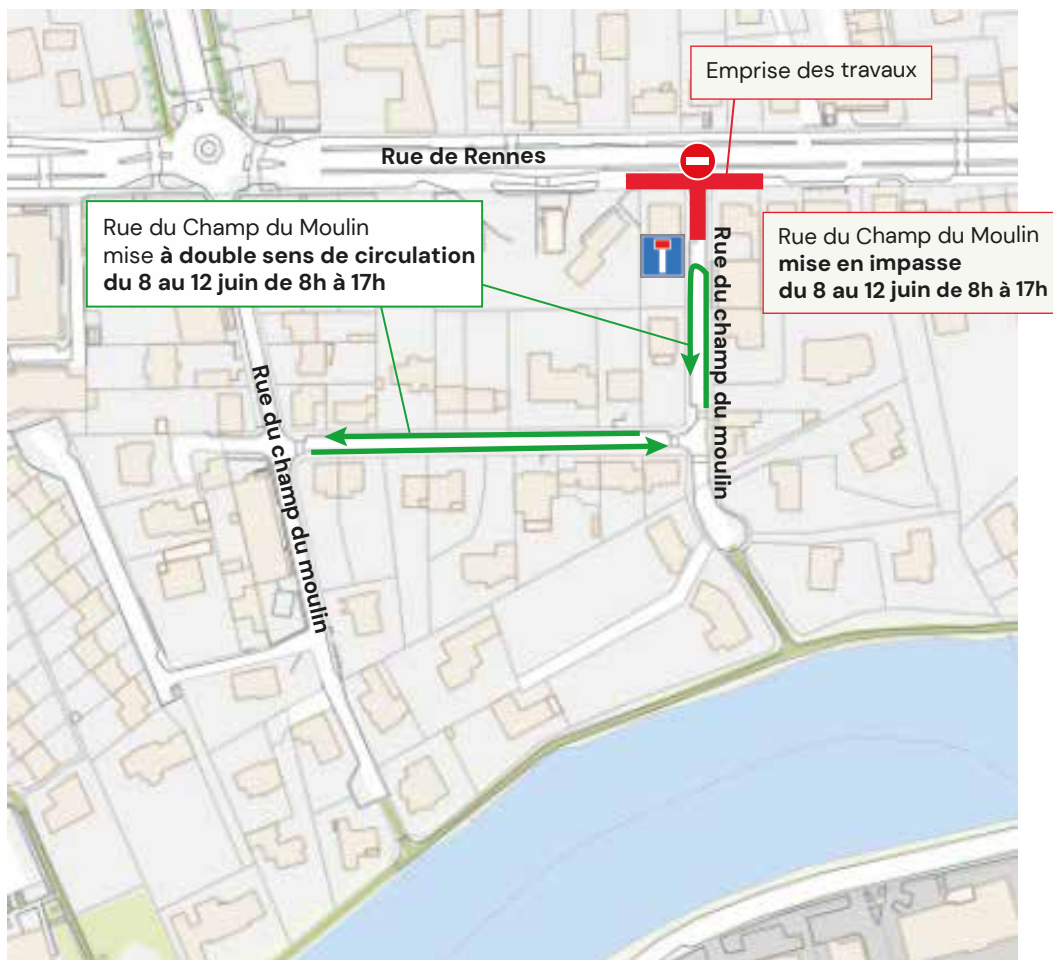 Emprise des travaux
Rue de Rennes
Rue du Champ du Moulin
mise à double sens de circulation
du 8 au 12 juin de 8h à 17h
Rue du Champ du Moulin
mise en impasse
du 8 au 12 juin de 8h à 17h
Rue du champ du moulin
Rue du champ du moulin